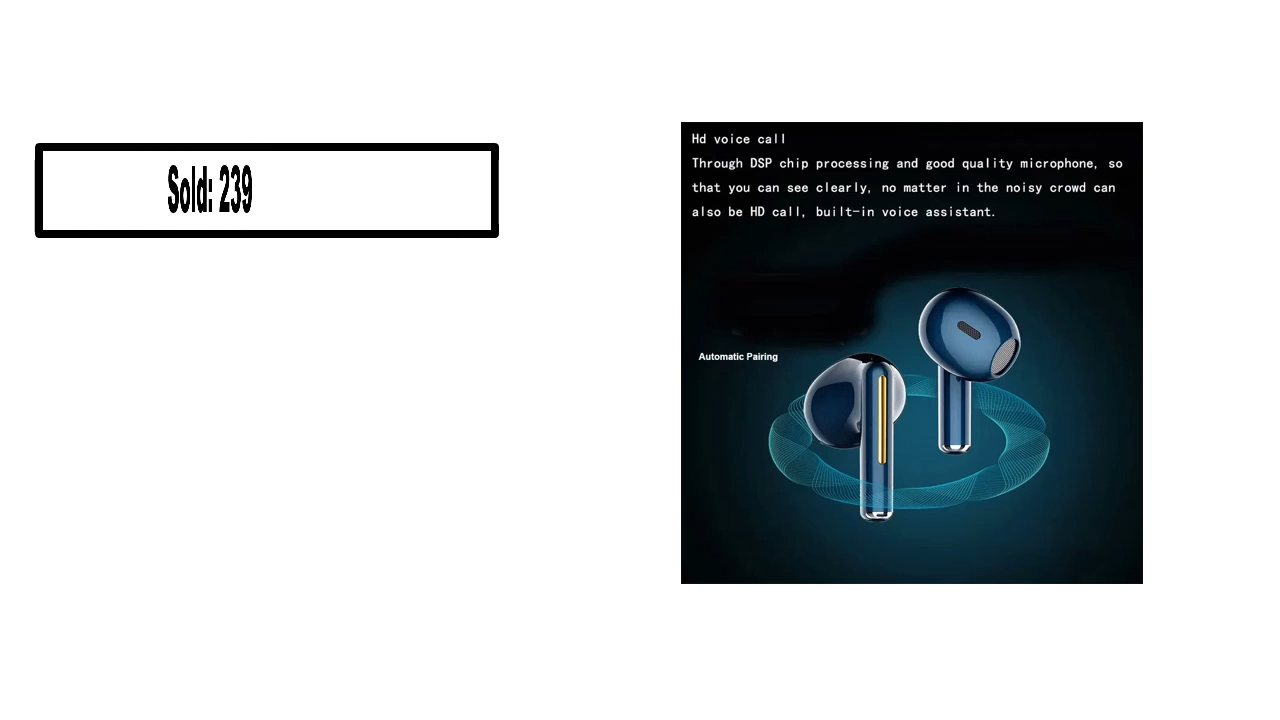 Sold: 239
Hd voice call
Through DSP chip processing and good quality microphone, so
that you can see clearly, no matter in the noisy crowd can
also be HD call, built-in voice assistant.
Automatic Pairing